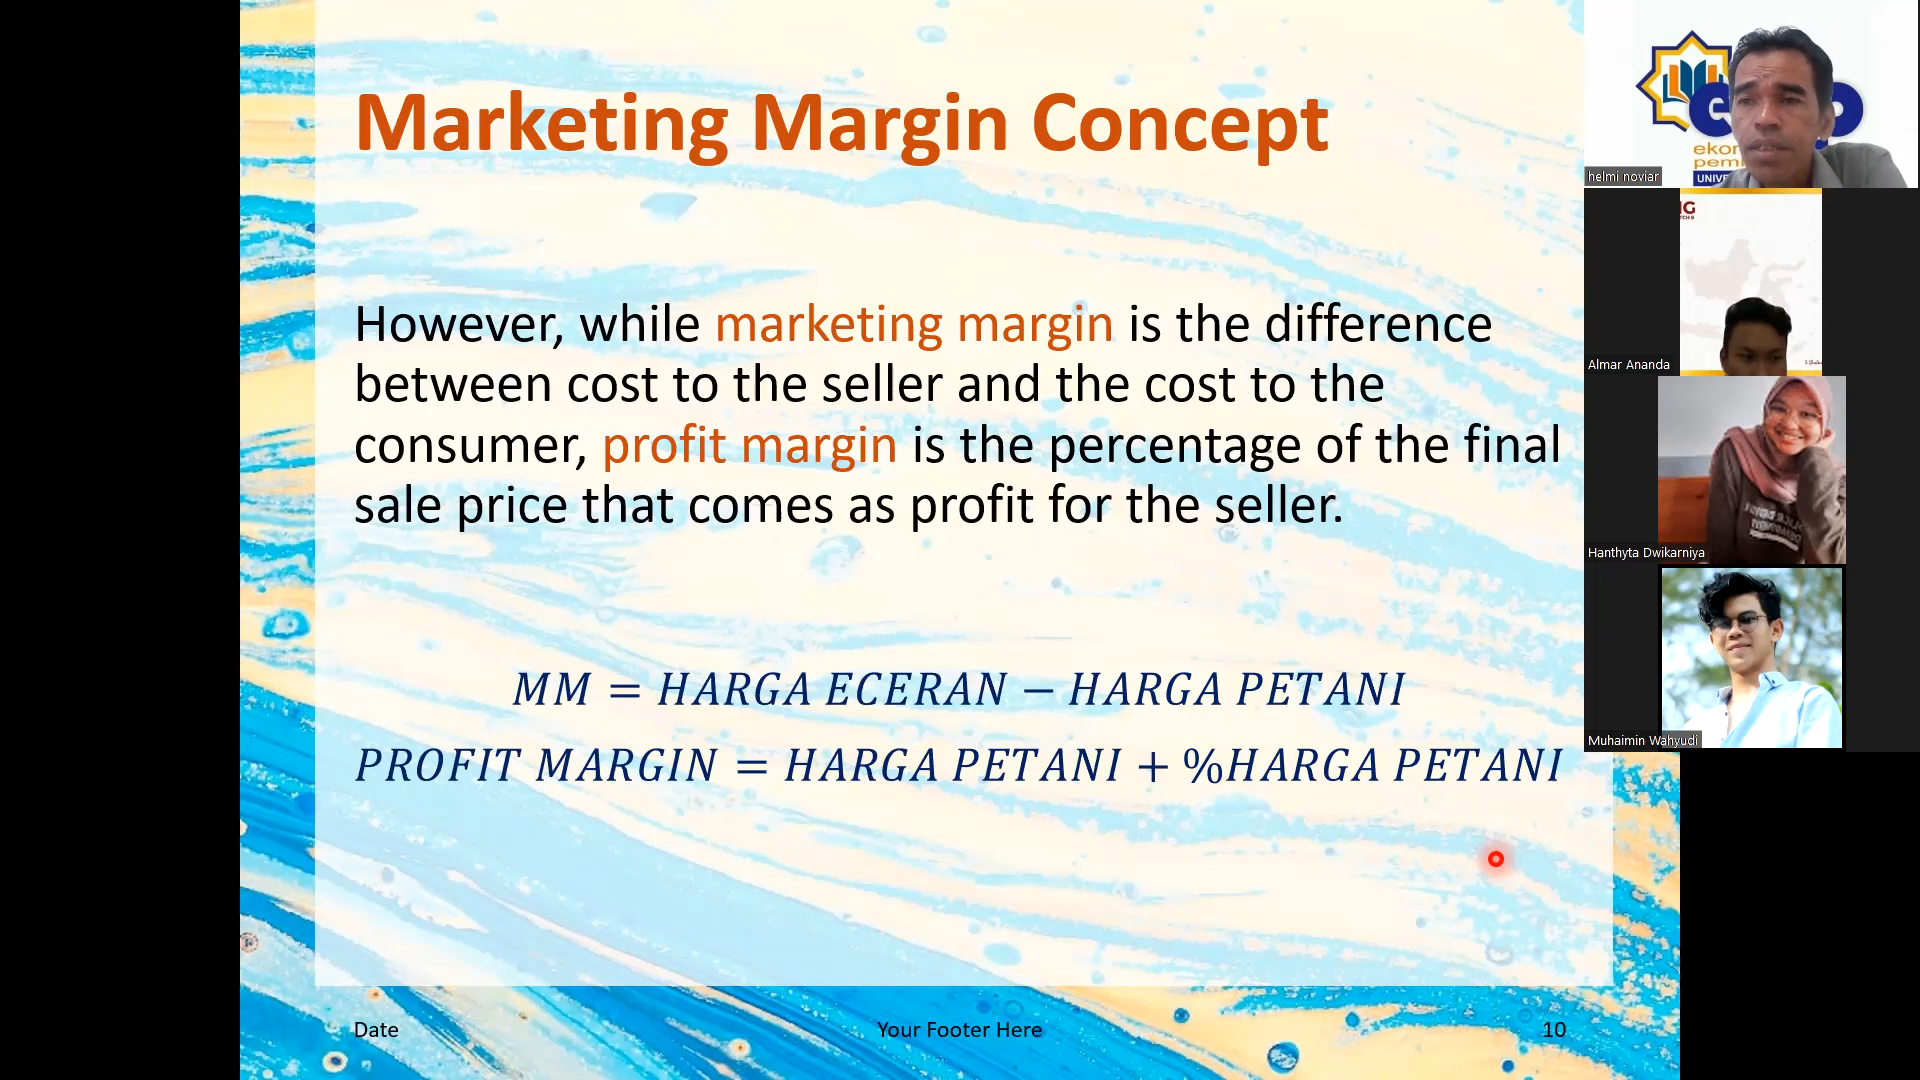 Marketing Margin Concept
However, while marketing margin is the difference
between cost to the seller and the cost to the
consumer, profit margin is the percentage of the final
sale price that comes as profit for the seller.
MM = HARGA ECERAN − HARGA PETANI
PROFIT MARGIN = HARGA PETANI + %HARGA PETANI
Date
Your Footer Here
10
helmi noviar
Almar Ananda
Hanthyta Dwikarniya
Muhaimin Wahyudi